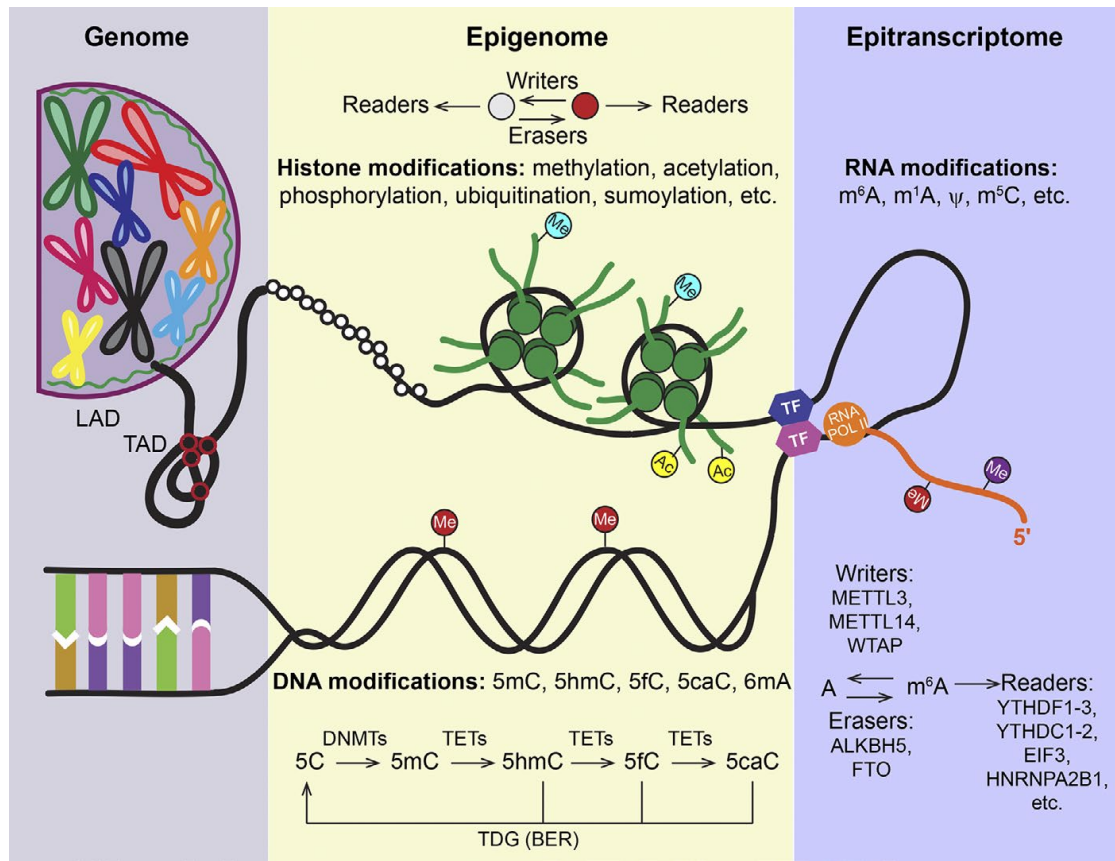 Genome
LAD
TAD
Epigenome
Writers
Readers
Readers
Erasers
Histone modifications: methylation, acetylation,
phosphorylation, ubiquitination, sumoylation, etc.
Me
Me
Ac
Ac
TF
TF
Me
Me
DNA modifications: 5mC, 5hmC, 5fC, 5caC, 6mA
DNMTs
TETs
TETs
TETs
5C
5mC
5hmC
5fC
5caC
TDG (BER)
Epitranscriptome
RNA modifications:
m⁶A, m¹A, ψ, m⁵C, etc.
RNA
POL II
Me
Me
5'
Writers:
METTL3,
METTL14,
WTAP
A
m⁶A
Erasers:
ALKBH5,
FTO
Readers:
YTHDF1-3,
YTHDC1-2,
EIF3,
HNRNPA2B1,
etc.